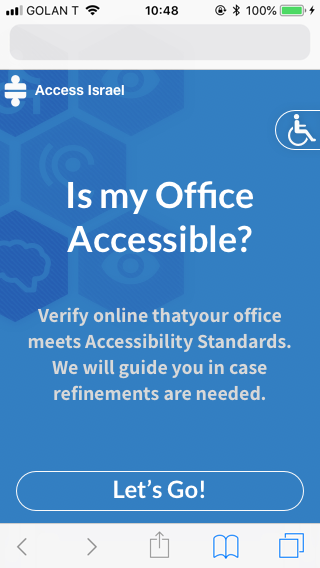 GOLAN T 10:48 100%
Access Israel
Is my Office
Accessible?
Verify online thatyour office
meets Accessibility Standards.
We will guide you in case
refinements are needed.
Let's Go!